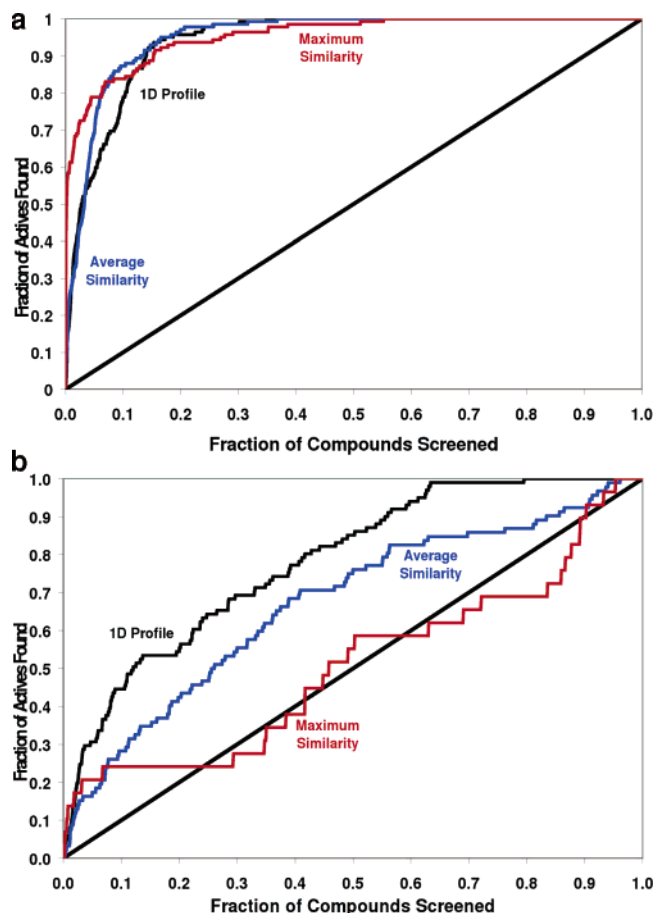 a
1
0.9
0.8
0.7
0.6
0.5
0.4
0.3
0.2
0.1
0
Fraction of Actives Found
Maximum
Similarity
1D Profile
Average
Similarity
0.0 0.1 0.2 0.3 0.4 0.5 0.6 0.7 0.8 0.9 1.0
Fraction of Compounds Screened
b
1.0
0.9
0.8
0.7
0.6
0.5
0.4
0.3
0.2
0.1
0.0
Fraction of Actives Found
Average
Similarity
1D Profile
Maximum
Similarity
0.0 0.1 0.2 0.3 0.4 0.5 0.6 0.7 0.8 0.9 1.0
Fraction of Compounds Screened